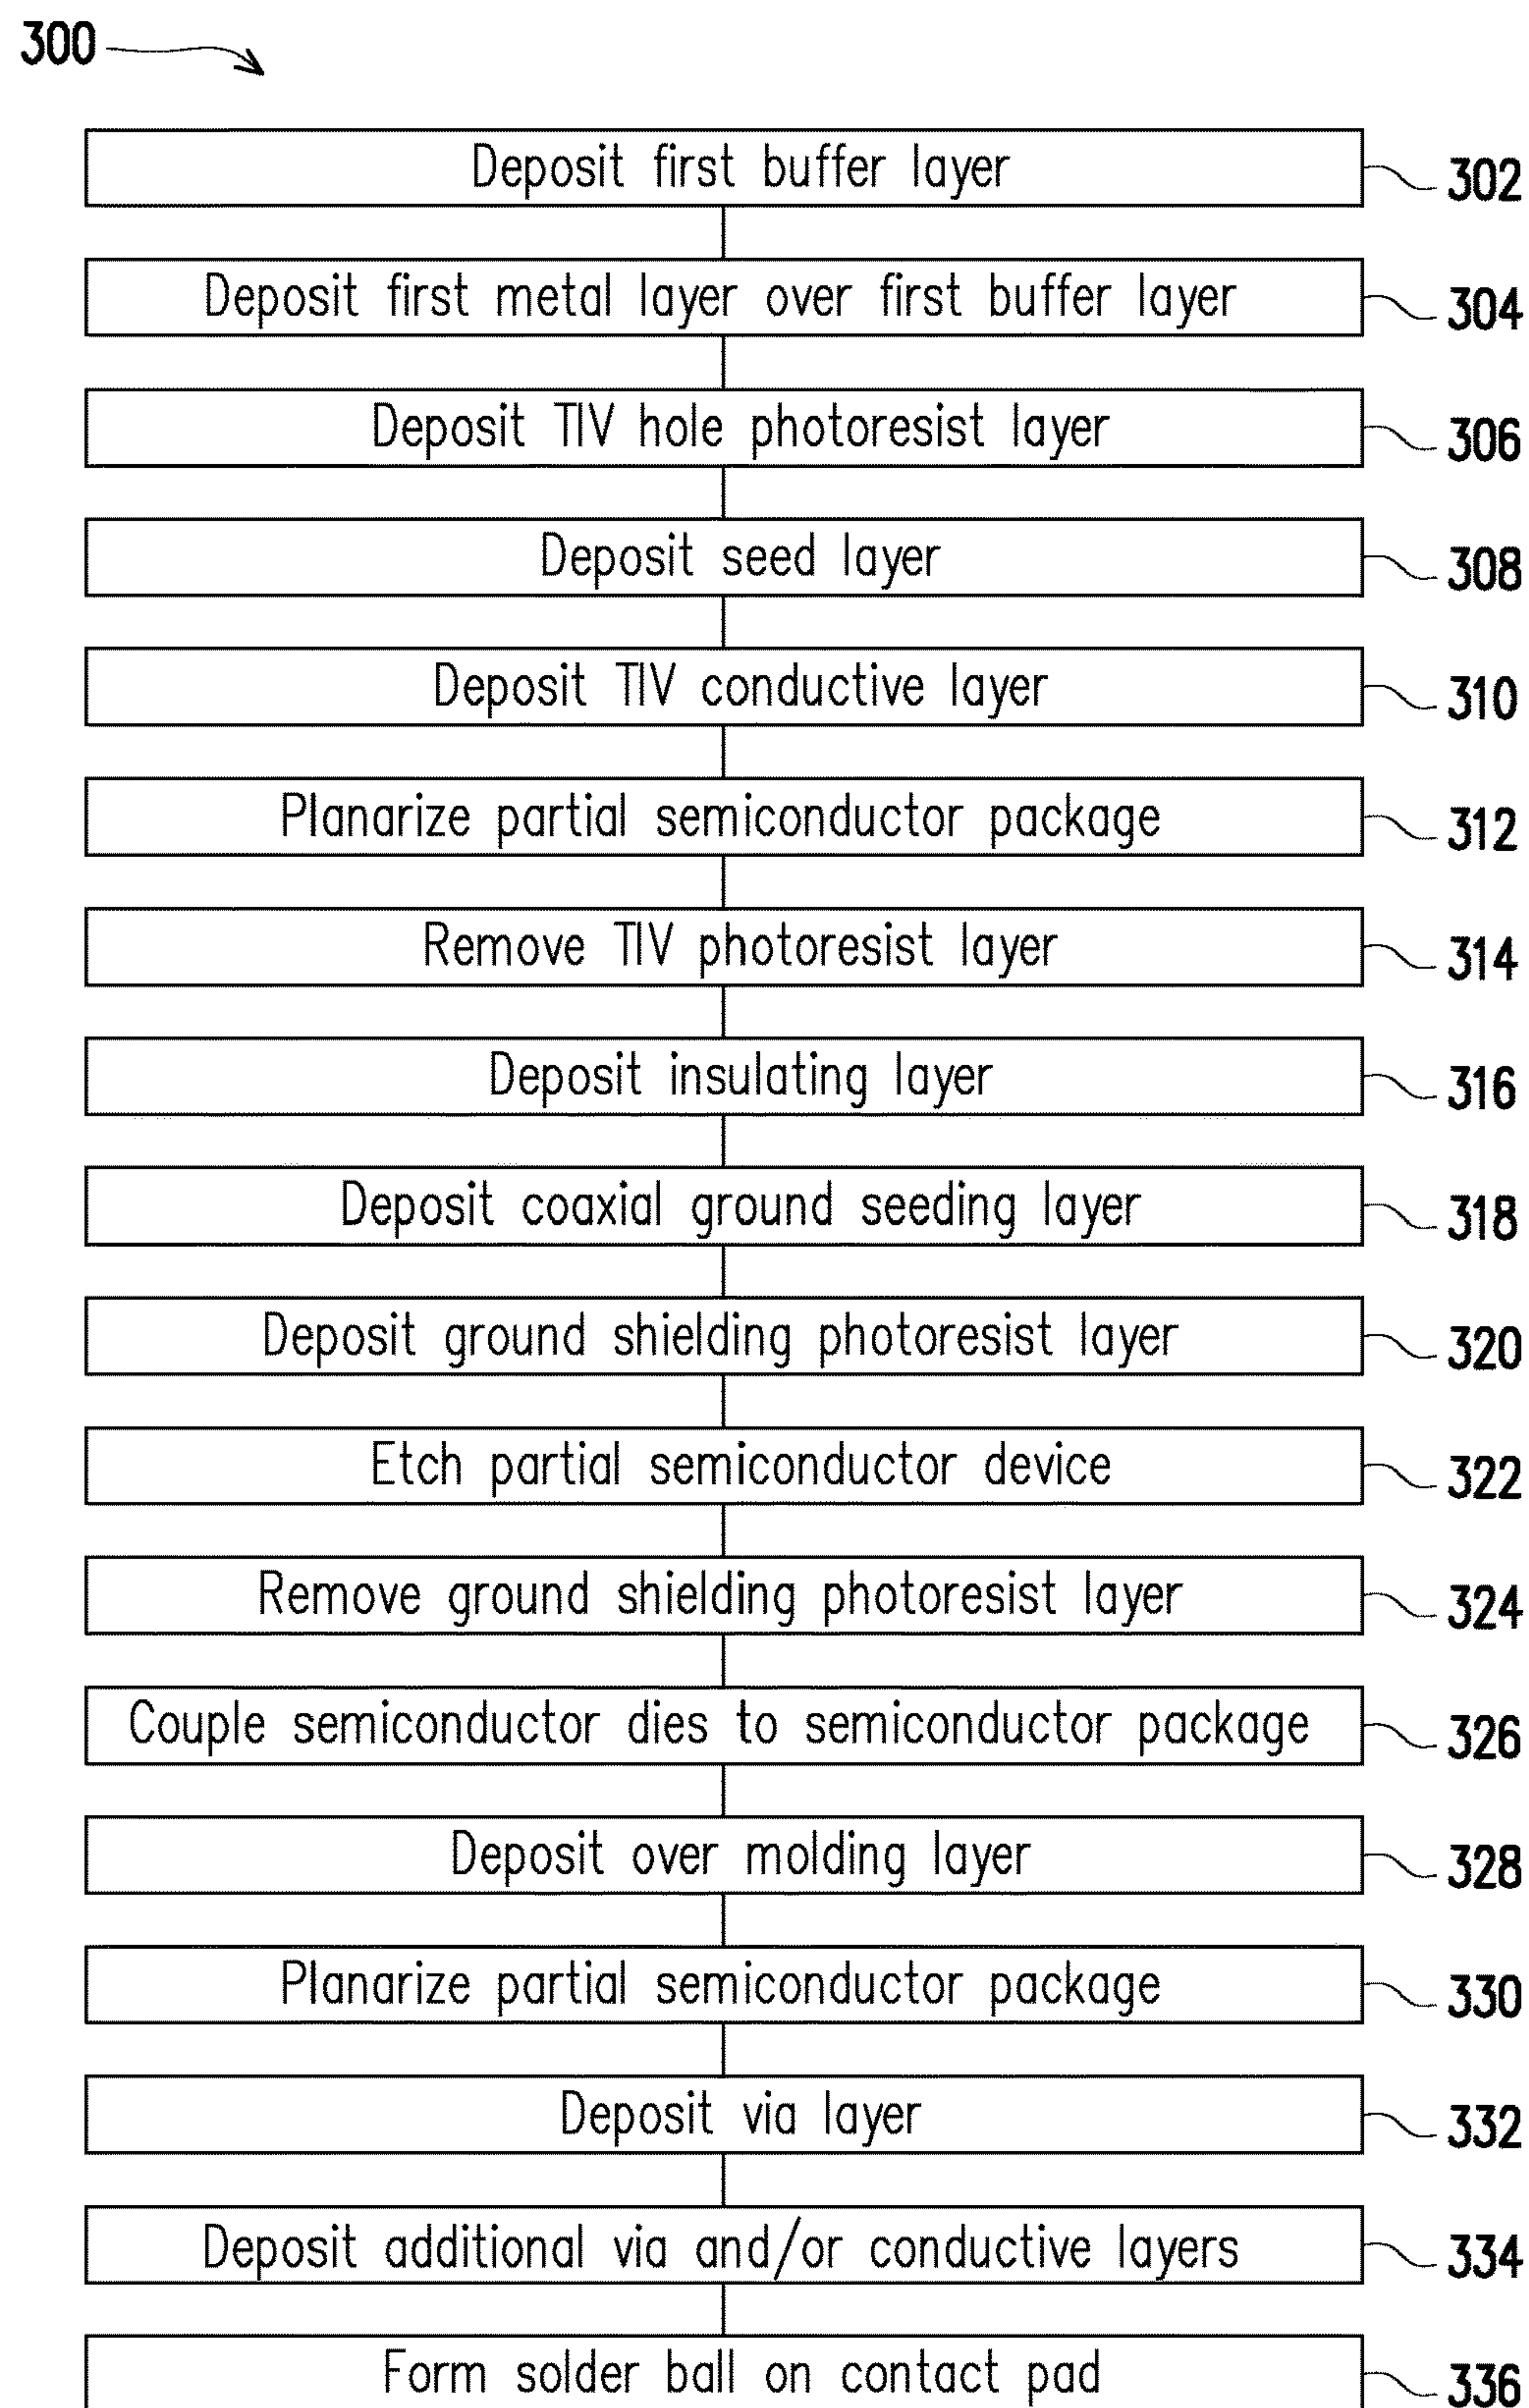 300
Deposit first buffer layer 302
Deposit first metal layer over first buffer layer 304
Deposit TIV hole photoresist layer 306
Deposit seed layer 308
Deposit TIV conductive layer 310
Planarize partial semiconductor package 312
Remove TIV photoresist layer 314
Deposit insulating layer 316
Deposit coaxial ground seeding layer 318
Deposit ground shielding photoresist layer 320
Etch partial semiconductor device 322
Remove ground shielding photoresist layer 324
Couple semiconductor dies to semiconductor package 326
Deposit over molding layer 328
Planarize partial semiconductor package 330
Deposit via layer 332
Deposit additional via and/or conductive layers 334
Form solder ball on contact pad 336